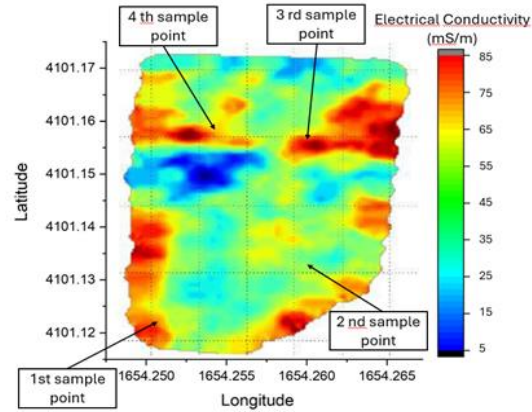 4 th sample
point
3 rd sample
point
Electrical Conductivity
(mS/m)
4101.17
4101.16
4101.15
4101.14
4101.13
4101.12
Latitude
85
75
65
55
45
35
25
15
5
1st sample
point
2 nd sample
point
1654.250
1654.255
1654.260
1654.265
Longitude